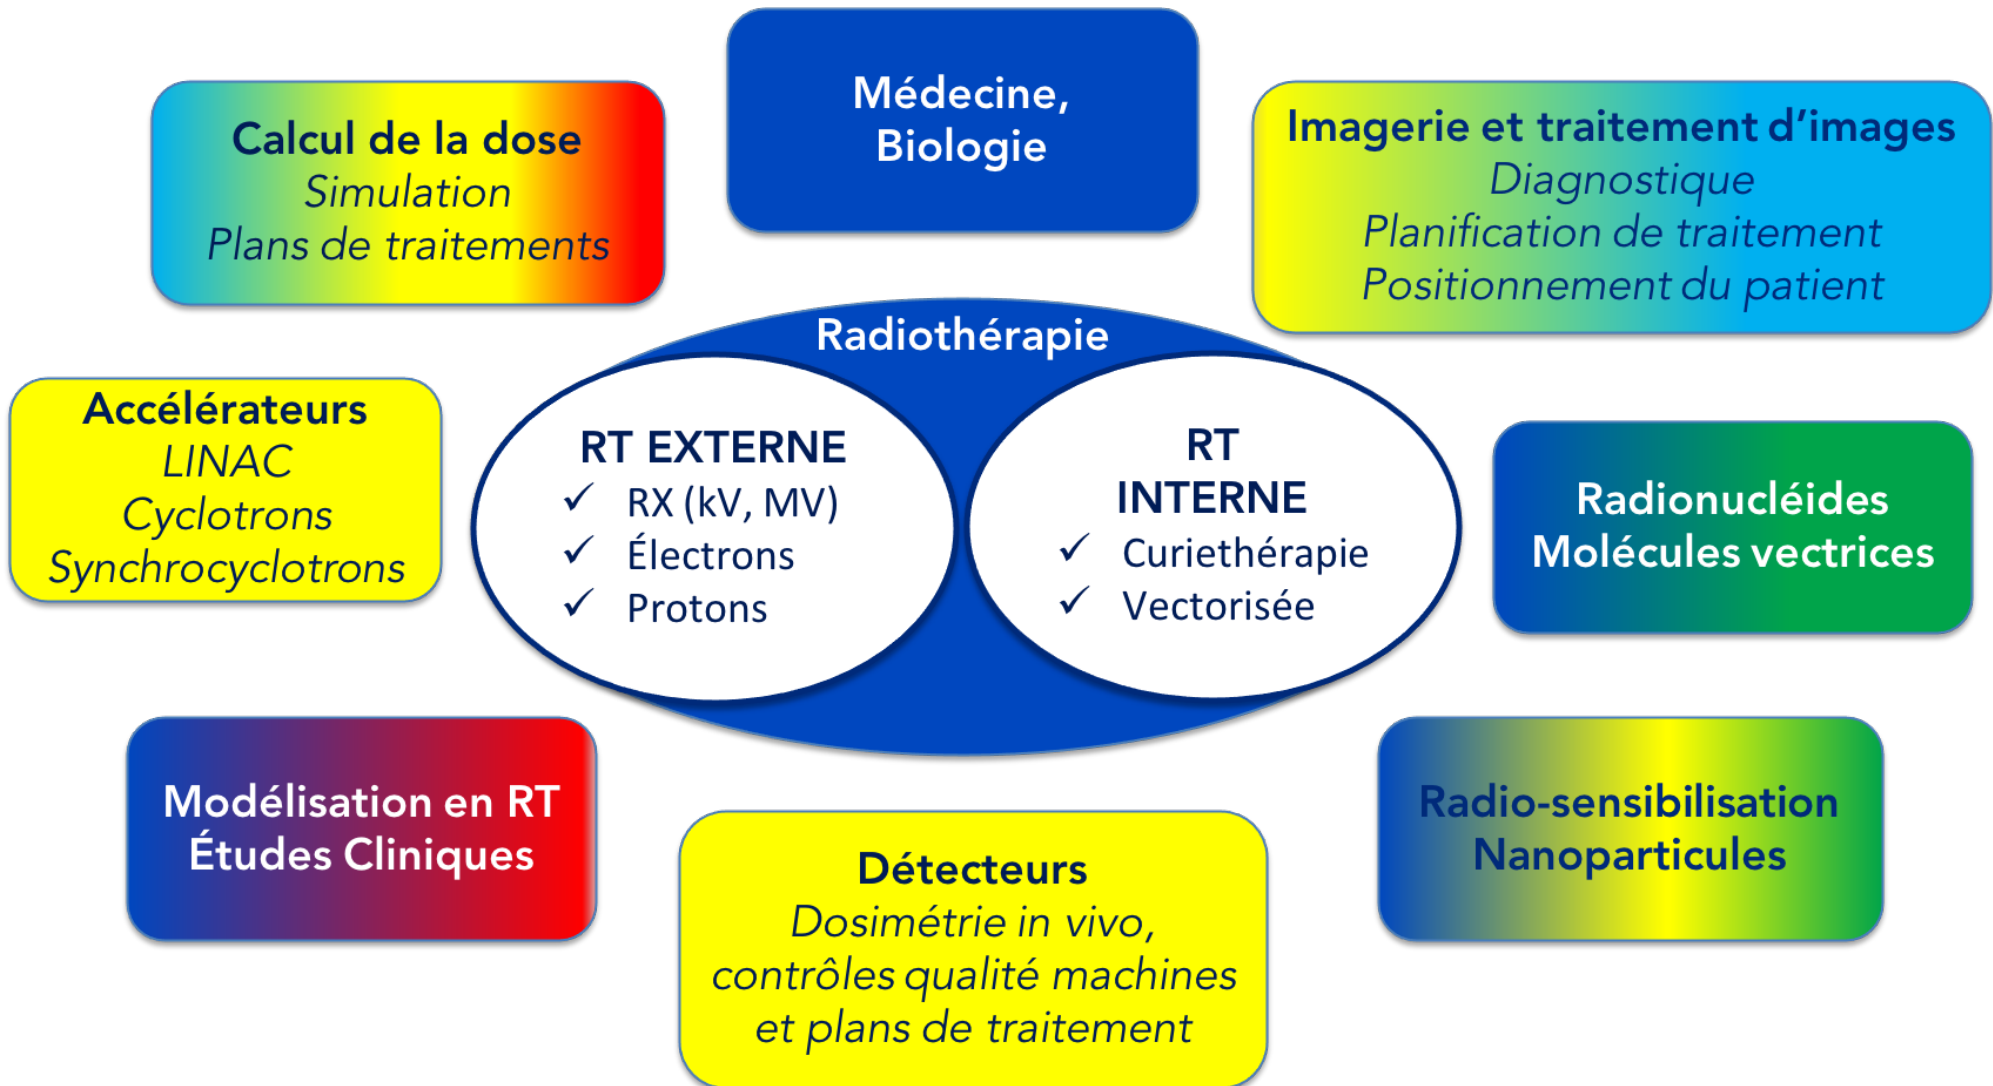 Médecine,
Biologie
Calcul de la dose
Simulation
Plans de traitements
Imagerie et traitement d’images
Diagnostique
Planification de traitement
Positionnement du patient
Radiothérapie
Accélérateurs
LINAC
Cyclotrons
Synchrocyclotrons
RT EXTERNE
✓ RX (kV, MV)
✓ Électrons
✓ Protons
RT
INTERNE
✓ Curiethérapie
✓ Vectorisée
Radionucléides
Molécules vectrices
Modélisation en RT
Études Cliniques
Détecteurs
Dosimétrie in vivo,
contrôles qualité machines
et plans de traitement
Radio-sensibilisation
Nanoparticules